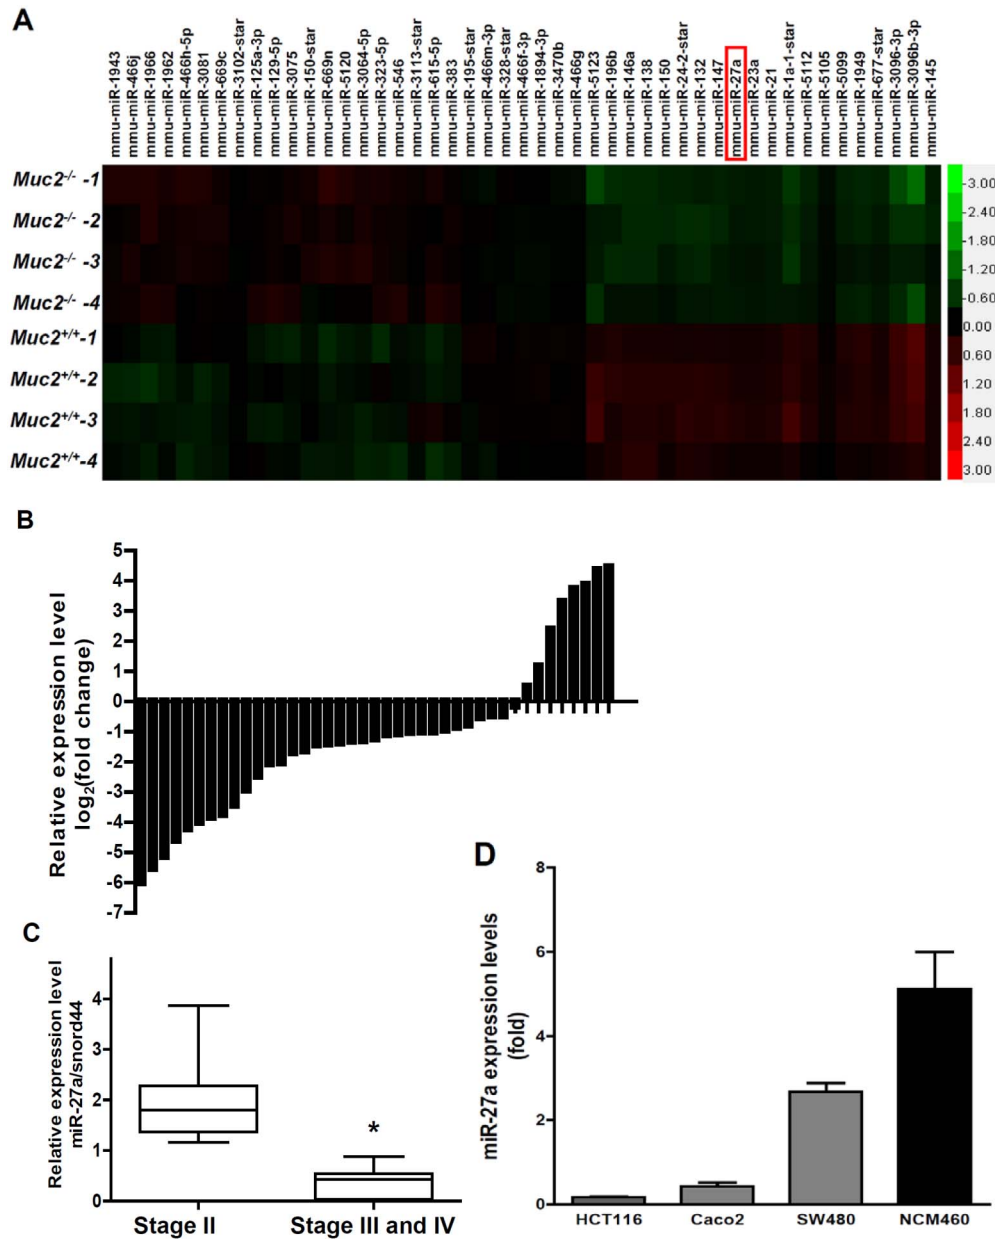 A
mmu-miR-1943
mmu-miR-466j
mmu-miR-1966
mmu-miR-1962
mmu-miR-466h-5p
mmu-miR-3081
mmu-miR-669c
mmu-miR-3102-star
mmu-miR-125a-3p
mmu-miR-129-5p
mmu-miR-3075
mmu-miR-150-star
mmu-miR-669n
mmu-miR-5120
mmu-miR-3064-5p
mmu-miR-323-5p
mmu-miR-546
mmu-miR-3113-star
mmu-miR-615-5p
mmu-miR-383
mmu-miR-195-star
mmu-miR-466m-3p
mmu-miR-328-star
mmu-miR-466f-3p
mmu-miR-1894-3p
mmu-miR-3470b
mmu-miR-466g
mmu-miR-5123
mmu-miR-196b
mmu-miR-146a
mmu-miR-138
mmu-miR-150
mmu-miR-24-2-star
mmu-miR-132
mmu-miR-147
mmu-miR-27a
mmu-miR-23a
mmu-miR-21
mmu-miR-1a-1-star
mmu-miR-5112
mmu-miR-5105
mmu-miR-5099
mmu-miR-1949
mmu-miR-677-star
mmu-miR-3096-3p
mmu-miR-3096b-3p
mmu-miR-145
Muc2-/- -1
Muc2-/- -2
Muc2-/- -3
Muc2-/- -4
Muc2+/+-1
Muc2+/+-2
Muc2+/+-3
Muc2+/+-4
-3.00
-2.40
-1.80
-1.20
-0.60
0.00
0.60
1.20
1.80
2.40
3.00
B
Relative expression level
log2(fold change)
5
4
3
2
1
0
-1
-2
-3
-4
-5
-6
-7
C
Relative expression level
miR-27a/snord44
4
3
2
1
0
*
Stage II
Stage III and IV
D
miR-27a expression levels
(fold)
8
6
4
2
0
HCT116
Caco2
SW480
NCM460